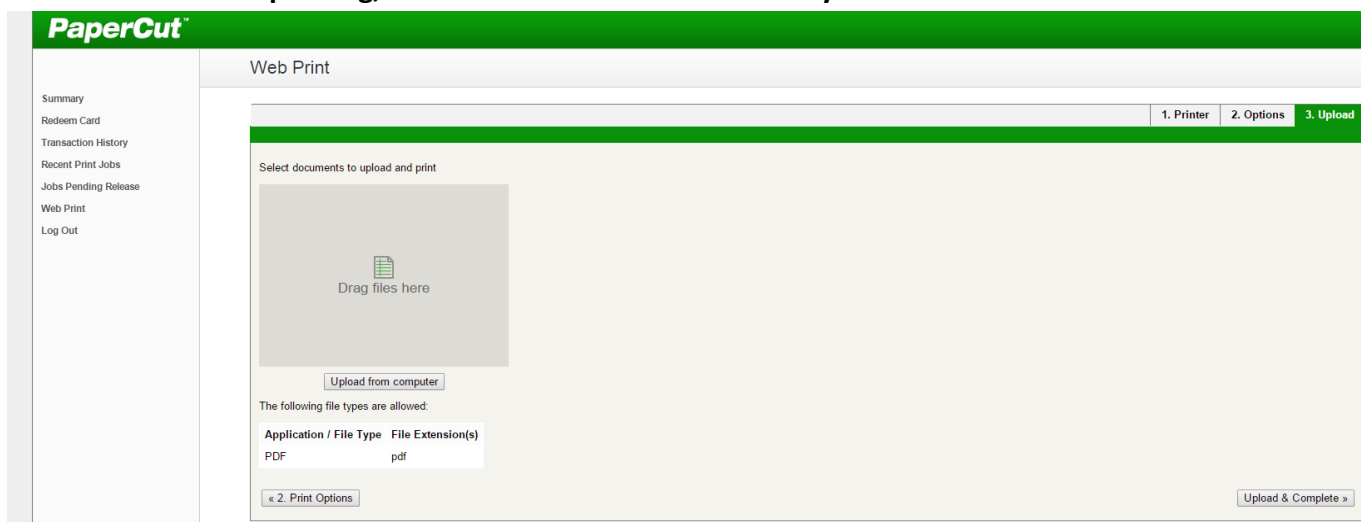 PaperCut™
Web Print
Summary
Redeem Card
Transaction History
Recent Print Jobs
Jobs Pending Release
Web Print
Log Out
1. Printer 2. Options 3. Upload
Select documents to upload and print
Drag files here
Upload from computer
The following file types are allowed:
Application / File Type File Extension(s)
PDF pdf
« 2. Print Options Upload & Complete »